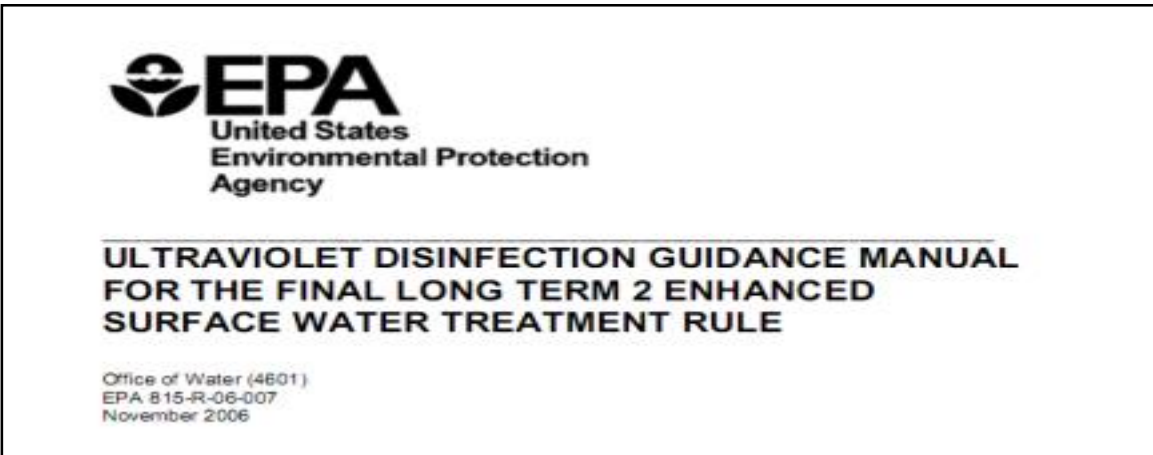 EPA
United States
Environmental Protection
Agency
ULTRAVIOLET DISINFECTION GUIDANCE MANUAL
FOR THE FINAL LONG TERM 2 ENHANCED
SURFACE WATER TREATMENT RULE
Office of Water (4601)
EPA 815-R-06-007
November 2006